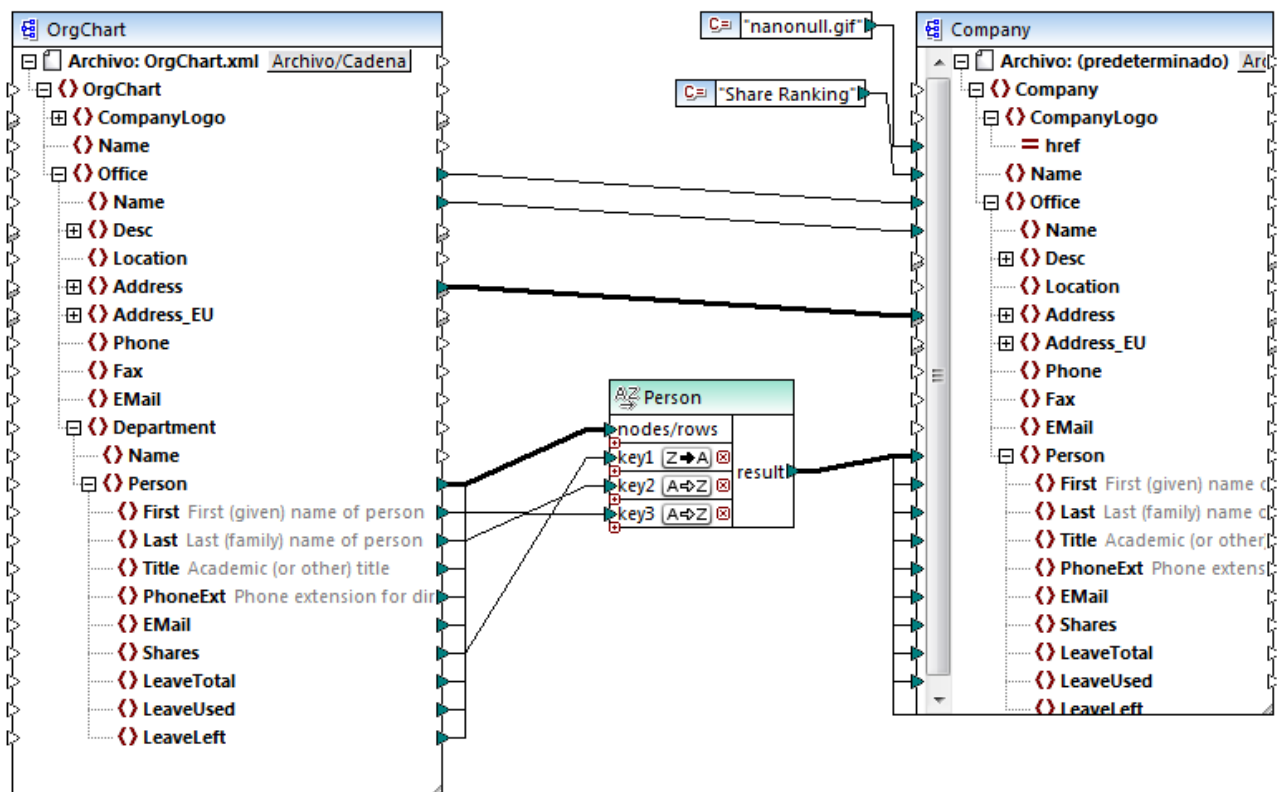 OrgChart
Archivo: OrgChart.xml Archivo/Cadena
OrgChart
CompanyLogo
Name
Office
Name
Desc
Location
Address
Address_EU
Phone
Fax
EMail
Department
Name
Person
First First (given) name of person
Last Last (family) name of person
Title Academic (or other) title
PhoneExt Phone extension for dir
EMail
Shares
LeaveTotal
LeaveUsed
LeaveLeft
C= "nanonull.gif"
C= "Share Ranking"
AZ Person
nodes/rows
key1 Z➔A
key2 A➪Z
key3 A➪Z
result
Company
Archivo: (predeterminado) Arc
Company
CompanyLogo
= href
Name
Office
Name
Desc
Location
Address
Address_EU
Phone
Fax
EMail
Person
First First (given) name c
Last Last (family) name c
Title Academic (or other)
PhoneExt Phone extens
EMail
Shares
LeaveTotal
LeaveUsed
LeaveLeft